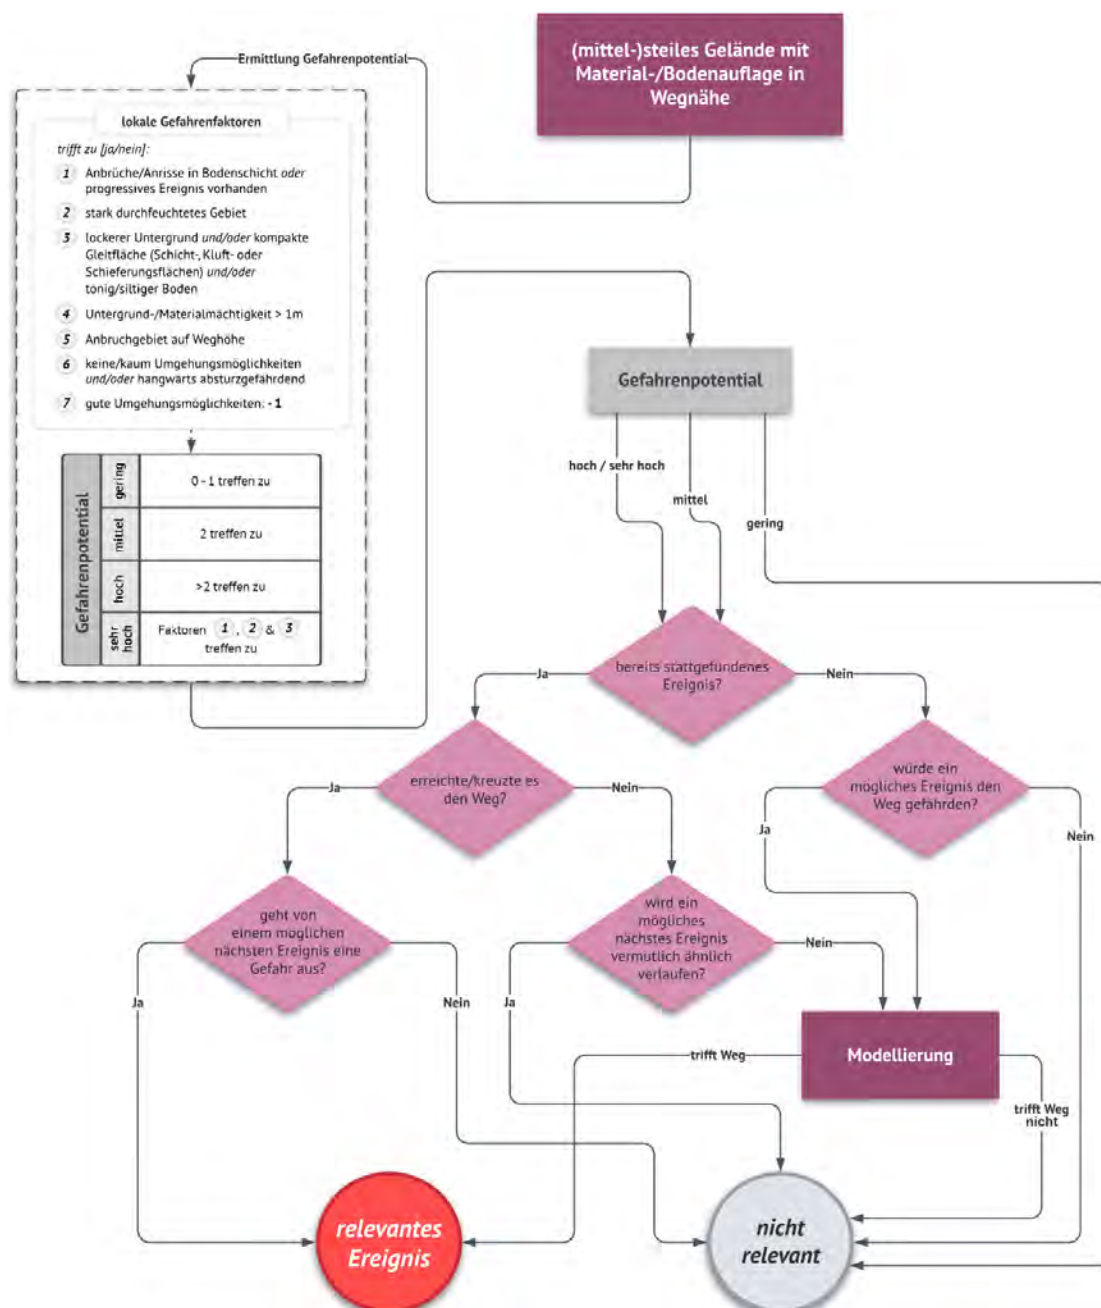 (mittel-)steiles Gelände mit
Material-/Bodenauflage in
Wegnähe
Ermittlung Gefahrenpotential
lokale Gefahrenfaktoren
trifft zu [ja/nein]:
1 Anbrüche/Anrisse in Bodenschicht oder
progressives Ereignis vorhanden
2 stark durchfeuchtetes Gebiet
3 lockerer Untergrund und/oder kompakte
Gleitfläche (Schicht-, Kluft- oder
Schieferungsflächen) und/oder
tonig/siltiger Boden
4 Untergrund-/Materialmächtigkeit > 1m
5 Anbruchgebiet auf Weghöhe
6 keine/kaum Umgehungsmöglichkeiten
und/oder hangwärts absturzgefährdend
7 gute Umgehungsmöglichkeiten: - 1
Gefahrenpotential
gering
0 - 1 treffen zu
mittel
2 treffen zu
hoch
>2 treffen zu
sehr
hoch
Faktoren 1 , 2 & 3
treffen zu
Gefahrenpotential
hoch / sehr hoch
mittel
gering
bereits stattgefundenes
Ereignis?
Ja
Nein
erreichte/kreuzte es
den Weg?
Ja
Nein
würde ein
mögliches Ereignis den
Weg gefährden?
Ja
Nein
geht von
einem möglichen
nächsten Ereignis eine
Gefahr aus?
Ja
Nein
wird ein
mögliches
nächstes Ereignis
vermutlich ähnlich
verlaufen?
Ja
Nein
Modellierung
trifft Weg
trifft Weg
nicht
relevantes
Ereignis
nicht
relevant